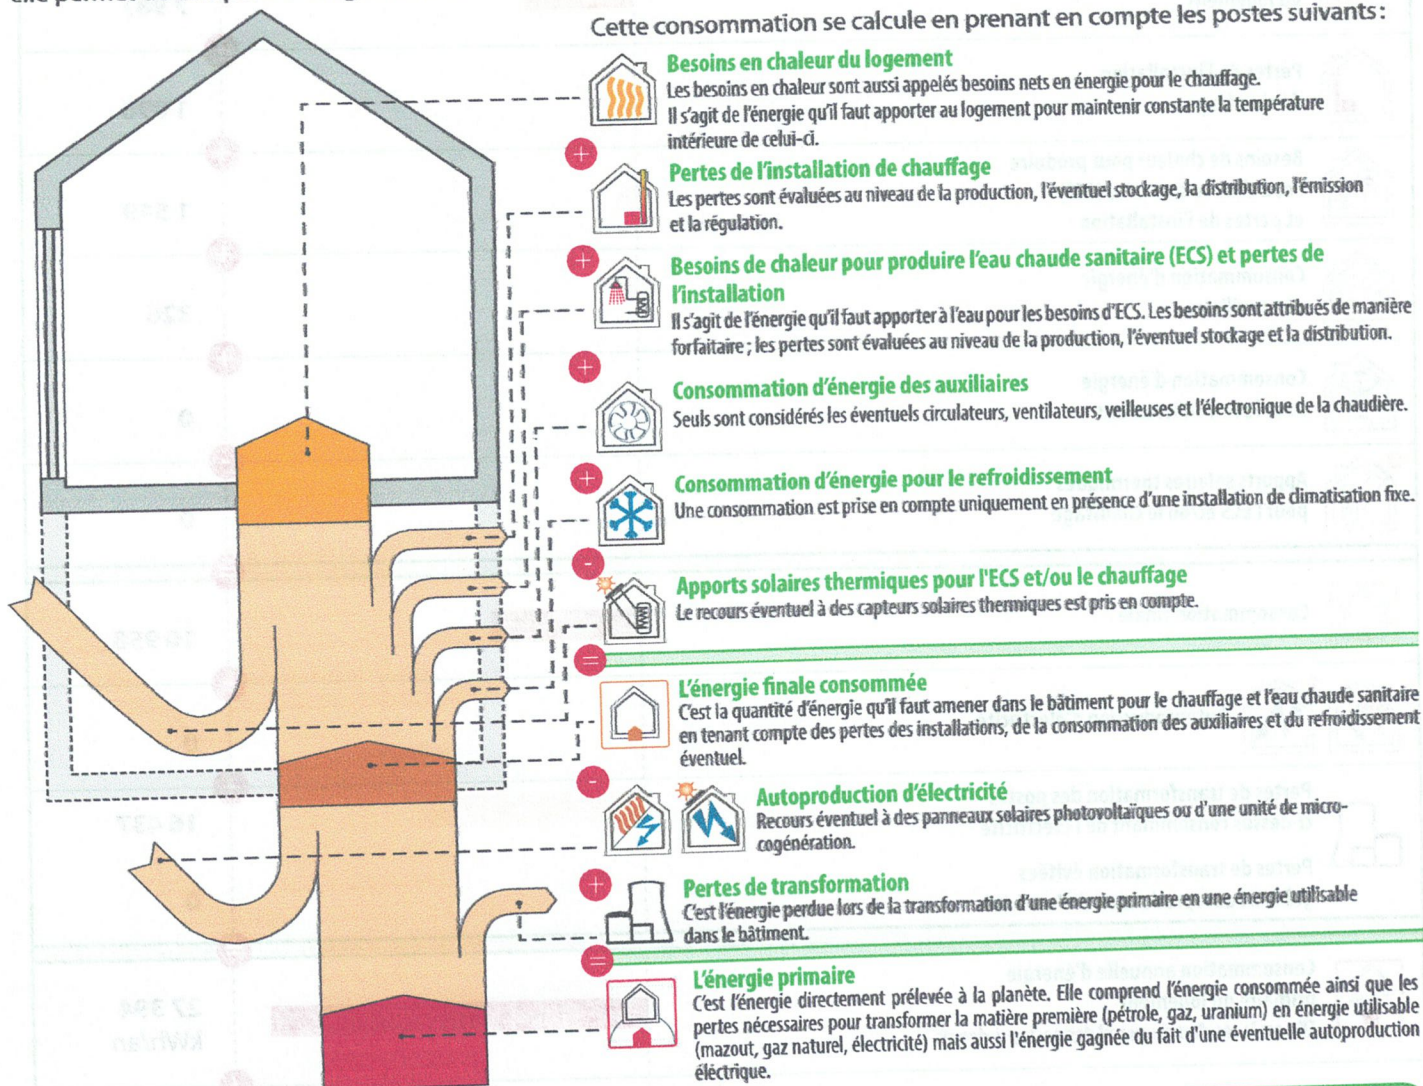 Cette consommation se calcule en prenant en compte les postes suivants :
Besoins en chaleur du logement
Les besoins en chaleur sont aussi appelés besoins nets en énergie pour le chauffage.
Il s'agit de l'énergie qu'il faut apporter au logement pour maintenir constante la température
intérieure de celui-ci.
+
Pertes de l'installation de chauffage
Les pertes sont évaluées au niveau de la production, l'éventuel stockage, la distribution, l'émission
et la régulation.
+
Besoins de chaleur pour produire l'eau chaude sanitaire (ECS) et pertes de
l'installation
Il s'agit de l'énergie qu'il faut apporter à l'eau pour les besoins d'ECS. Les besoins sont attribués de manière
forfaitaire ; les pertes sont évaluées au niveau de la production, l'éventuel stockage et la distribution.
+
Consommation d'énergie des auxiliaires
Seuls sont considérés les éventuels circulateurs, ventilateurs, veilleuses et l'électronique de la chaudière.
+
Consommation d'énergie pour le refroidissement
Une consommation est prise en compte uniquement en présence d'une installation de climatisation fixe.
-
Apports solaires thermiques pour l'ECS et/ou le chauffage
Le recours éventuel à des capteurs solaires thermiques est pris en compte.
=
L'énergie finale consommée
C'est la quantité d'énergie qu'il faut amener dans le bâtiment pour le chauffage et l'eau chaude sanitaire
en tenant compte des pertes des installations, de la consommation des auxiliaires et du refroidissement
éventuel.
-
Autoproduction d'électricité
Recours éventuel à des panneaux solaires photovoltaïques ou d'une unité de micro-
cogénération.
+
Pertes de transformation
C'est l'énergie perdue lors de la transformation d'une énergie primaire en une énergie utilisable
dans le bâtiment.
=
L'énergie primaire
C'est l'énergie directement prélevée à la planète. Elle comprend l'énergie consommée ainsi que les
pertes nécessaires pour transformer la matière première (pétrole, gaz, uranium) en énergie utilisable
(mazout, gaz naturel, électricité) mais aussi l'énergie gagnée du fait d'une éventuelle autoproduction
éléctrique.